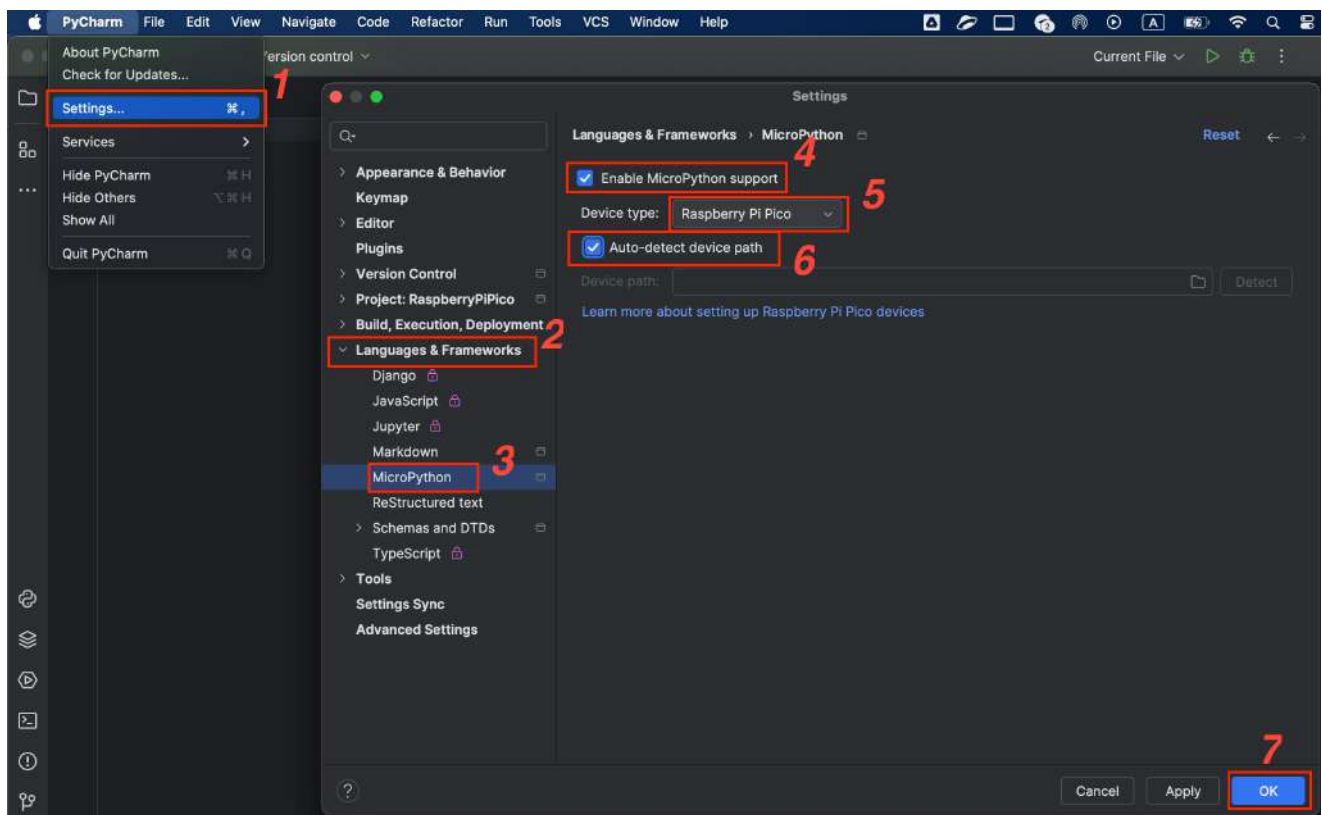 PyCharm File Edit View Navigate Code Refactor Run Tools VCS Window Help
About PyCharm
Check for Updates...
Settings... ⌘ ,
Services
Hide PyCharm ⌘ H
Hide Others ⌥ ⌘ H
Show All
Quit PyCharm ⌘ Q
ersion control
Current File
1
Settings
Appearance & Behavior
Keymap
Editor
Plugins
Version Control
Project: RaspberryPiPico
Build, Execution, Deployment
2
Languages & Frameworks
Django
JavaScript
Jupyter
Markdown
3
MicroPython
ReStructured text
Schemas and DTDs
TypeScript
Tools
Settings Sync
Advanced Settings
Languages & Frameworks › MicroPython
Reset
4
Enable MicroPython support
5
Device type: Raspberry Pi Pico
Auto-detect device path
6
Device path: Detect
Learn more about setting up Raspberry Pi Pico devices
7
? Cancel Apply OK